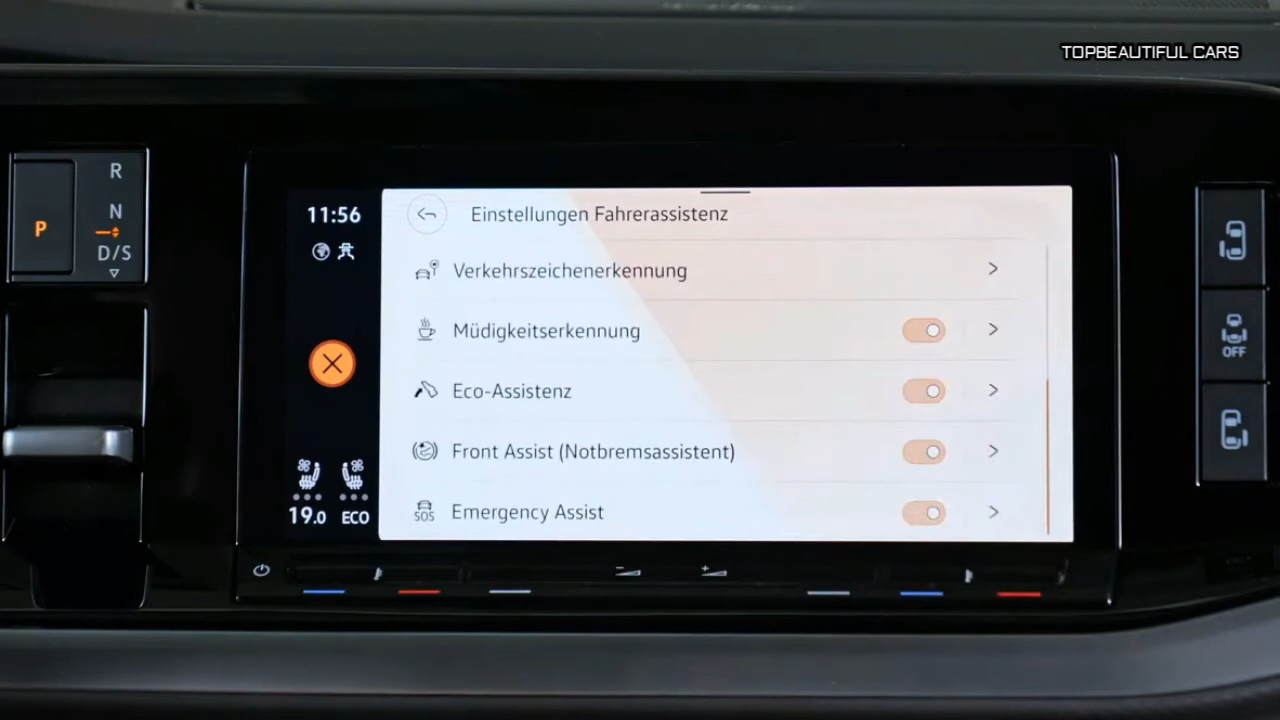 TOPBEAUTIFUL CARS
R
N
D/S
P
11:56
Einstellungen Fahrerassistenz
Verkehrszeichenerkennung
Müdigkeitserkennung
Eco-Assistenz
Front Assist (Notbremsassistent)
SOS Emergency Assist
19.0 ECO
OFF